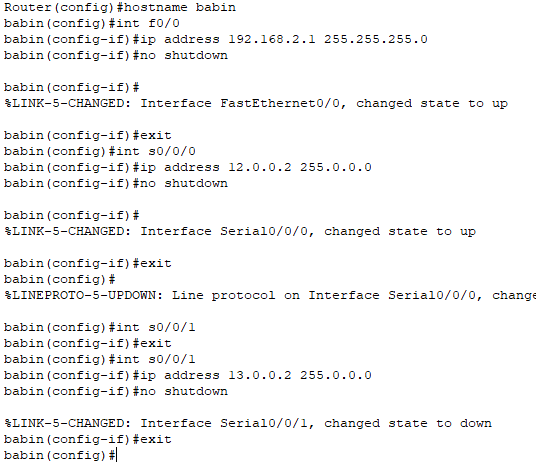 Router(config)#hostname babin
babin(config)#int f0/0
babin(config-if)#ip address 192.168.2.1 255.255.255.0
babin(config-if)#no shutdown
babin(config-if)#
%LINK-5-CHANGED: Interface FastEthernet0/0, changed state to up
babin(config-if)#exit
babin(config)#int s0/0/0
babin(config-if)#ip address 12.0.0.2 255.0.0.0
babin(config-if)#no shutdown
babin(config-if)#
%LINK-5-CHANGED: Interface Serial0/0/0, changed state to up
babin(config-if)#exit
babin(config)#
%LINEPROTO-5-UPDOWN: Line protocol on Interface Serial0/0/0, change
babin(config)#int s0/0/1
babin(config-if)#exit
babin(config)#int s0/0/1
babin(config-if)#ip address 13.0.0.2 255.0.0.0
babin(config-if)#no shutdown
%LINK-5-CHANGED: Interface Serial0/0/1, changed state to down
babin(config-if)#exit
babin(config)#